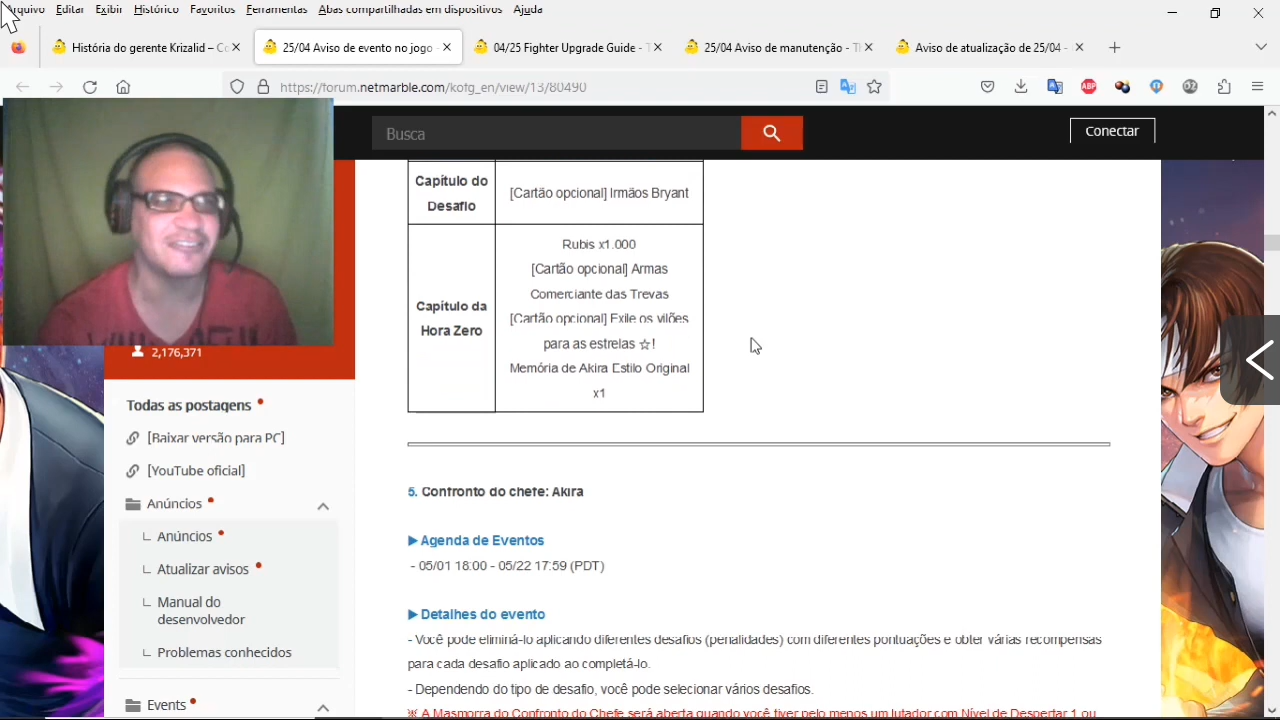 Arquivo Editar Exibir Histórico Favoritos Ferramentas Abas compartilhadas em dispositivos Ajuda
História do gerente Krizalid – Co
25/04 Aviso de evento no jogo -
04/25 Fighter Upgrade Guide - T
25/04 Aviso de manutenção - Tl
Aviso de atualização de 25/04 -
https://forum.netmarble.com/kofg_en/view/13/80490
ABP
Busca
Conectar
Capítulo do
Desafio
[Cartão opcional] Irmãos Bryant
Capítulo da
Hora Zero
Rubis x1.000
[Cartão opcional] Armas
Comerciante das Trevas
[Cartão opcional] Exile os vilões
para as estrelas ☆!
Memória de Akira Estilo Original
x1
2,176,371
Todas as postagens
[Baixar versão para PC]
[YouTube oficial]
Anúncios
Anúncios
Atualizar avisos
Manual do
desenvolvedor
Problemas conhecidos
Events
5. Confronto do chefe: Akira
▶ Agenda de Eventos
- 05/01 18:00 - 05/22 17:59 (PDT)
▶ Detalhes do evento
- Você pode eliminá-lo aplicando diferentes desafios (penalidades) com diferentes pontuações e obter várias recompensas
para cada desafio aplicado ao completá-lo.
- Dependendo do tipo de desafio, você pode selecionar vários desafios.
※ A Masmorra do Confronto do Chefe será aberta quando você tiver pelo menos um lutador com Nível de Despertar 1 ou